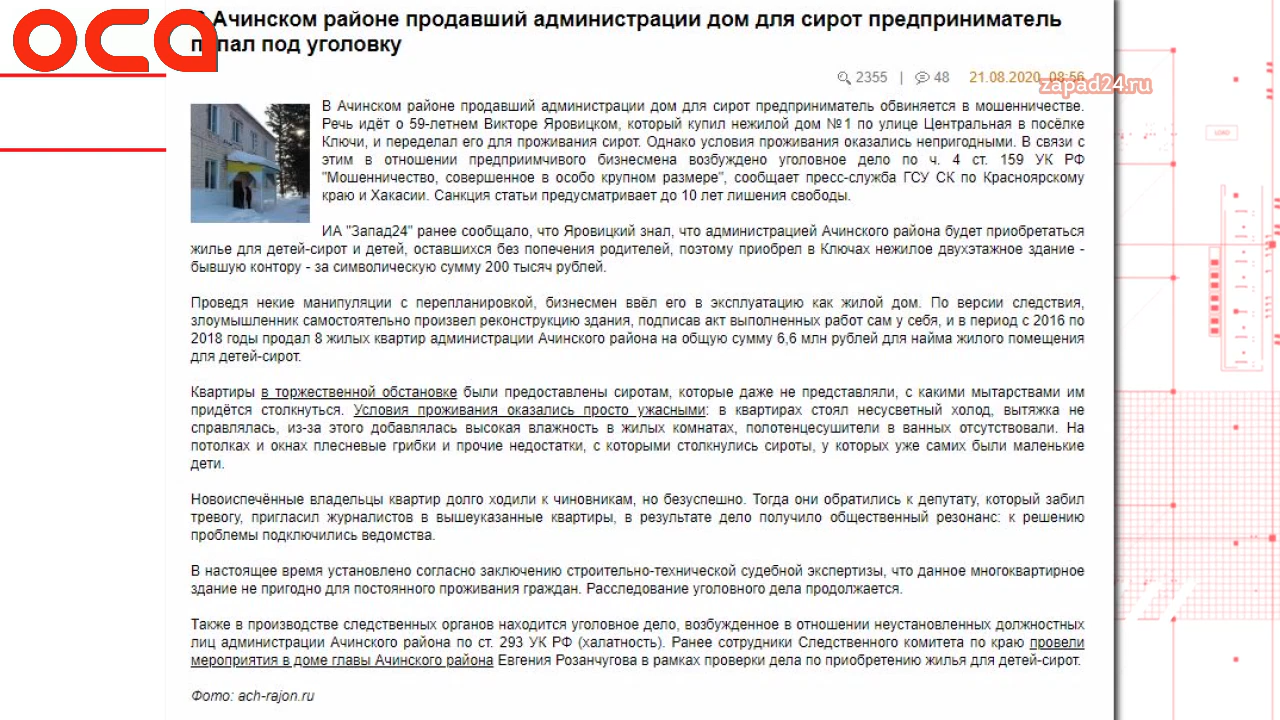 оса
В Ачинском районе продавший администрации дом для сирот предприниматель
попал под уголовку
2355 | 48 21.08.2020, 08:56
zapad24.ru
В Ачинском районе продавший администрации дом для сирот предприниматель обвиняется в мошенничестве.
Речь идёт о 59-летнем Викторе Яровицком, который купил нежилой дом №1 по улице Центральная в посёлке
Ключи, и переделал его для проживания сирот. Однако условия проживания оказались непригодными. В связи с
этим в отношении предприимчивого бизнесмена возбуждено уголовное дело по ч. 4 ст. 159 УК РФ
"Мошенничество, совершенное в особо крупном размере", сообщает пресс-служба ГСУ СК по Красноярскому
краю и Хакасии. Санкция статьи предусматривает до 10 лет лишения свободы.
ИА "Запад24" ранее сообщало, что Яровицкий знал, что администрацией Ачинского района будет приобретаться
жилье для детей-сирот и детей, оставшихся без попечения родителей, поэтому приобрел в Ключах нежилое двухэтажное здание -
бывшую контору - за символическую сумму 200 тысяч рублей.
Проведя некие манипуляции с перепланировкой, бизнесмен ввёл его в эксплуатацию как жилой дом. По версии следствия,
злоумышленник самостоятельно произвел реконструкцию здания, подписав акт выполненных работ сам у себя, и в период с 2016 по
2018 годы продал 8 жилых квартир администрации Ачинского района на общую сумму 6,6 млн рублей для найма жилого помещения
для детей-сирот.
Квартиры в торжественной обстановке были предоставлены сиротам, которые даже не представляли, с какими мытарствами им
придётся столкнуться. Условия проживания оказались просто ужасными: в квартирах стоял несусветный холод, вытяжка не
справлялась, из-за этого добавлялась высокая влажность в жилых комнатах, полотенцесушители в ванных отсутствовали. На
потолках и окнах плесневые грибки и прочие недостатки, с которыми столкнулись сироты, у которых уже самих были маленькие
дети.
Новоиспечённые владельцы квартир долго ходили к чиновникам, но безуспешно. Тогда они обратились к депутату, который забил
тревогу, пригласил журналистов в вышеуказанные квартиры, в результате дело получило общественный резонанс: к решению
проблемы подключились ведомства.
В настоящее время установлено согласно заключению строительно-технической судебной экспертизы, что данное многоквартирное
здание не пригодно для постоянного проживания граждан. Расследование уголовного дела продолжается.
Также в производстве следственных органов находится уголовное дело, возбужденное в отношении неустановленных должностных
лиц администрации Ачинского района по ст. 293 УК РФ (халатность). Ранее сотрудники Следственного комитета по краю провели
мероприятия в доме главы Ачинского района Евгения Розанчугова в рамках проверки дела по приобретению жилья для детей-сирот.
Фото: ach-rajon.ru